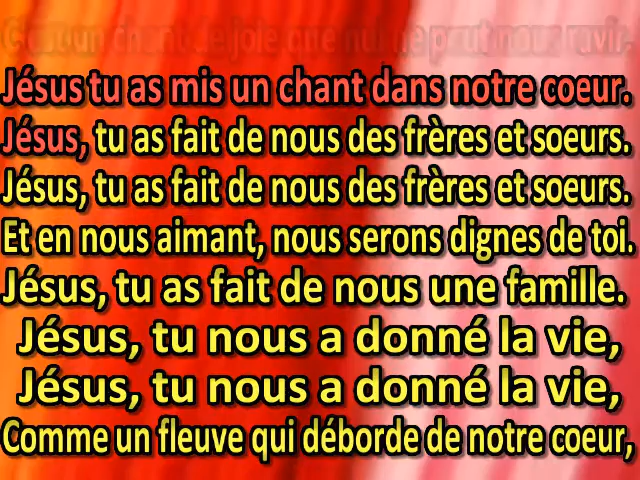 C'est un chant de joie que nul ne peut nous ravir.
Jésus tu as mis un chant dans notre coeur.
Jésus, tu as fait de nous des frères et soeurs.
Jésus, tu as fait de nous des frères et soeurs.
Et en nous aimant, nous serons dignes de toi.
Jésus, tu as fait de nous une famille.
Jésus, tu nous a donné la vie,
Jésus, tu nous a donné la vie,
Comme un fleuve qui déborde de notre coeur,